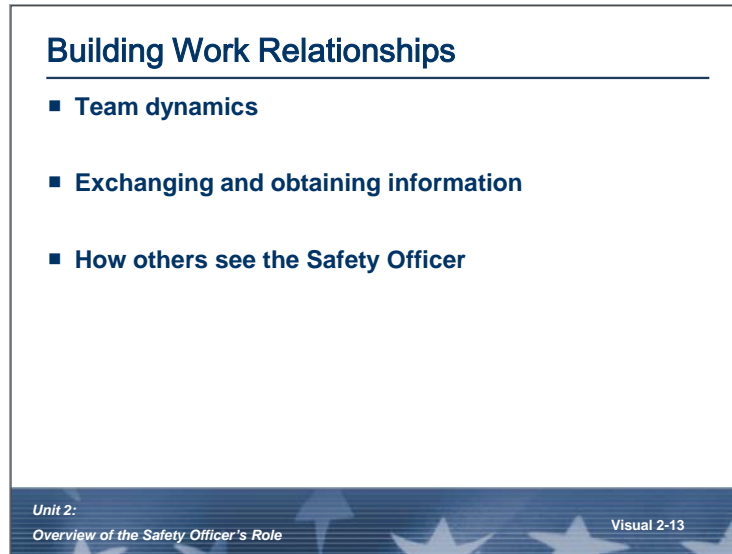 Building Work Relationships
■ Team dynamics
■ Exchanging and obtaining information
■ How others see the Safety Officer
Unit 2:
Overview of the Safety Officer's Role
Visual 2-13